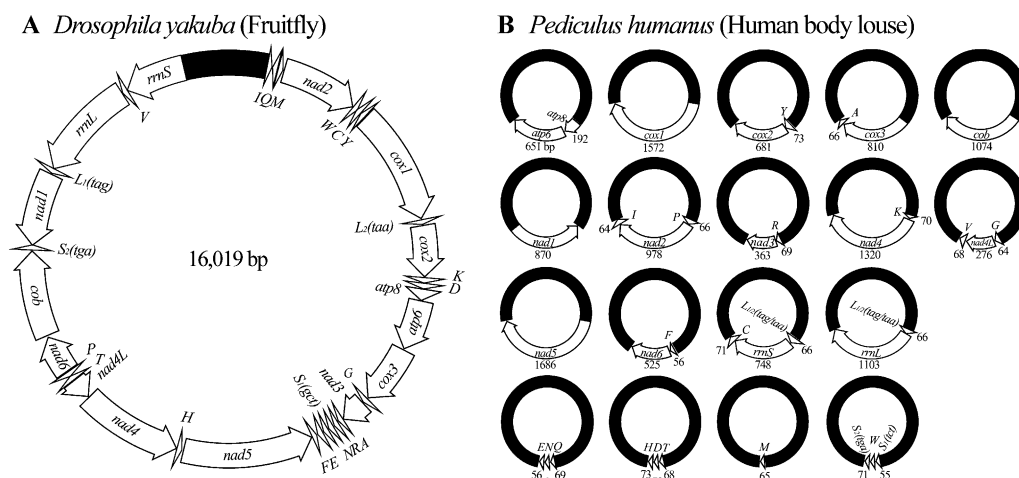 A Drosophila yakuba (Fruitfly)
rrnS
IQM
nad2
WCY
cox1
L2(taa)
cox2
K
D
atp8
atp6
cox3
G
nad3
S1(gct)
NRA
FE
nad5
H
nad4
nad4L
T
P
nad6
cob
S2(tga)
nad1
L1(tag)
rrnL
V
16,019 bp
B Pediculus humanus (Human body louse)
atp8
atp6
192
651 bp
cox1
1572
Y
cox2
73
681
A
cox3
66
810
cob
1074
nad1
870
I
P
nad2
64
66
978
R
nad3
69
363
K
nad4
70
1320
V
G
nad4L
68
276
64
nad5
1686
F
nad6
56
525
L1/2(tag/taa)
C
rrnS
71
66
748
L1/2(tag/taa)
rrnL
66
1103
ENQ
56
69
HDT
73
68
M
65
S2(tga)
W
S1(tct)
71
55